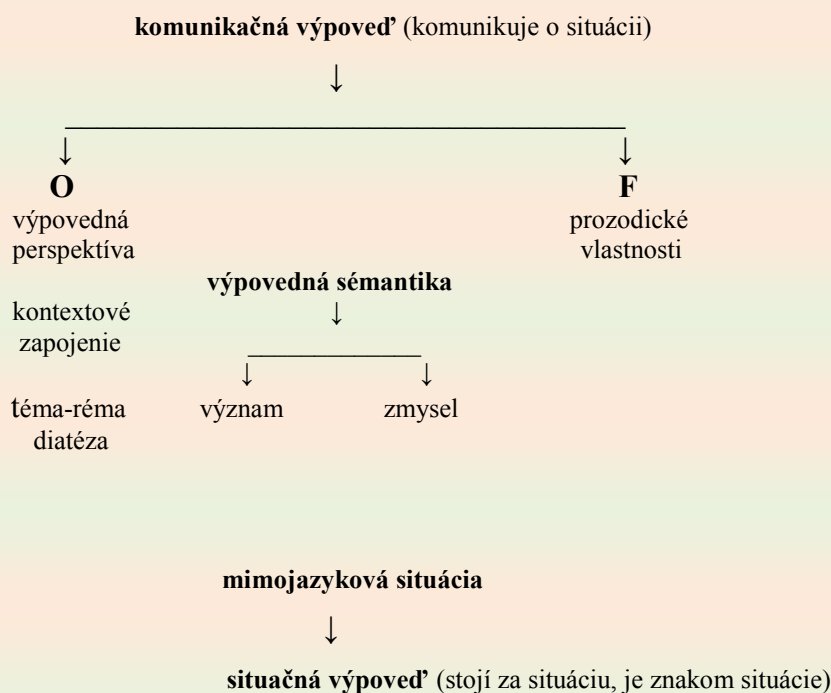 komunikačná výpoveď (komunikuje o situácii)
↓
↓ ↓
O F
výpovedná prozodické
perspektíva vlastnosti
výpovedná sémantika
kontextové ↓
zapojenie
↓ ↓
téma-réma význam zmysel
diatéza
mimojazyková situácia
↓
situačná výpoveď (stojí za situáciu, je znakom situácie)